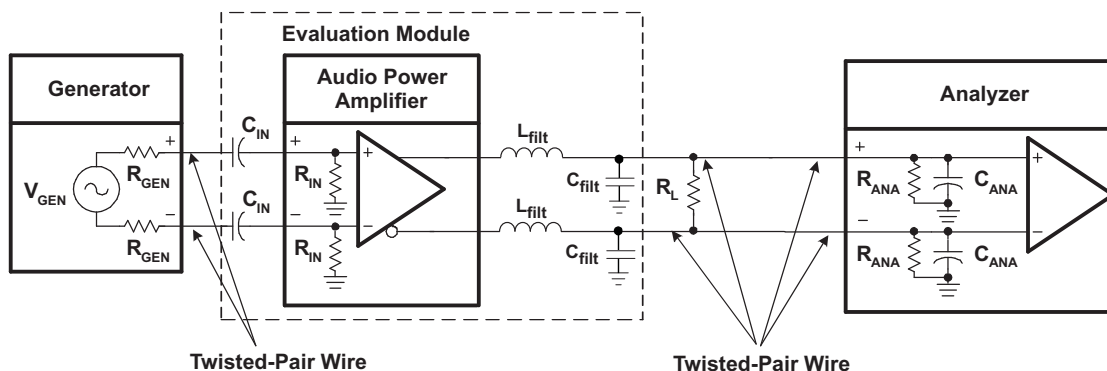 Evaluation Module
Generator
Audio Power
Amplifier
Analyzer
C_IN
L_filt
+
+
+
+
+
R_GEN
R_IN
C_filt
R_L
R_ANA
C_ANA
V_GEN
−
C_IN
−
−
L_filt
−
−
R_GEN
R_IN
C_filt
R_ANA
C_ANA
Twisted-Pair Wire
Twisted-Pair Wire